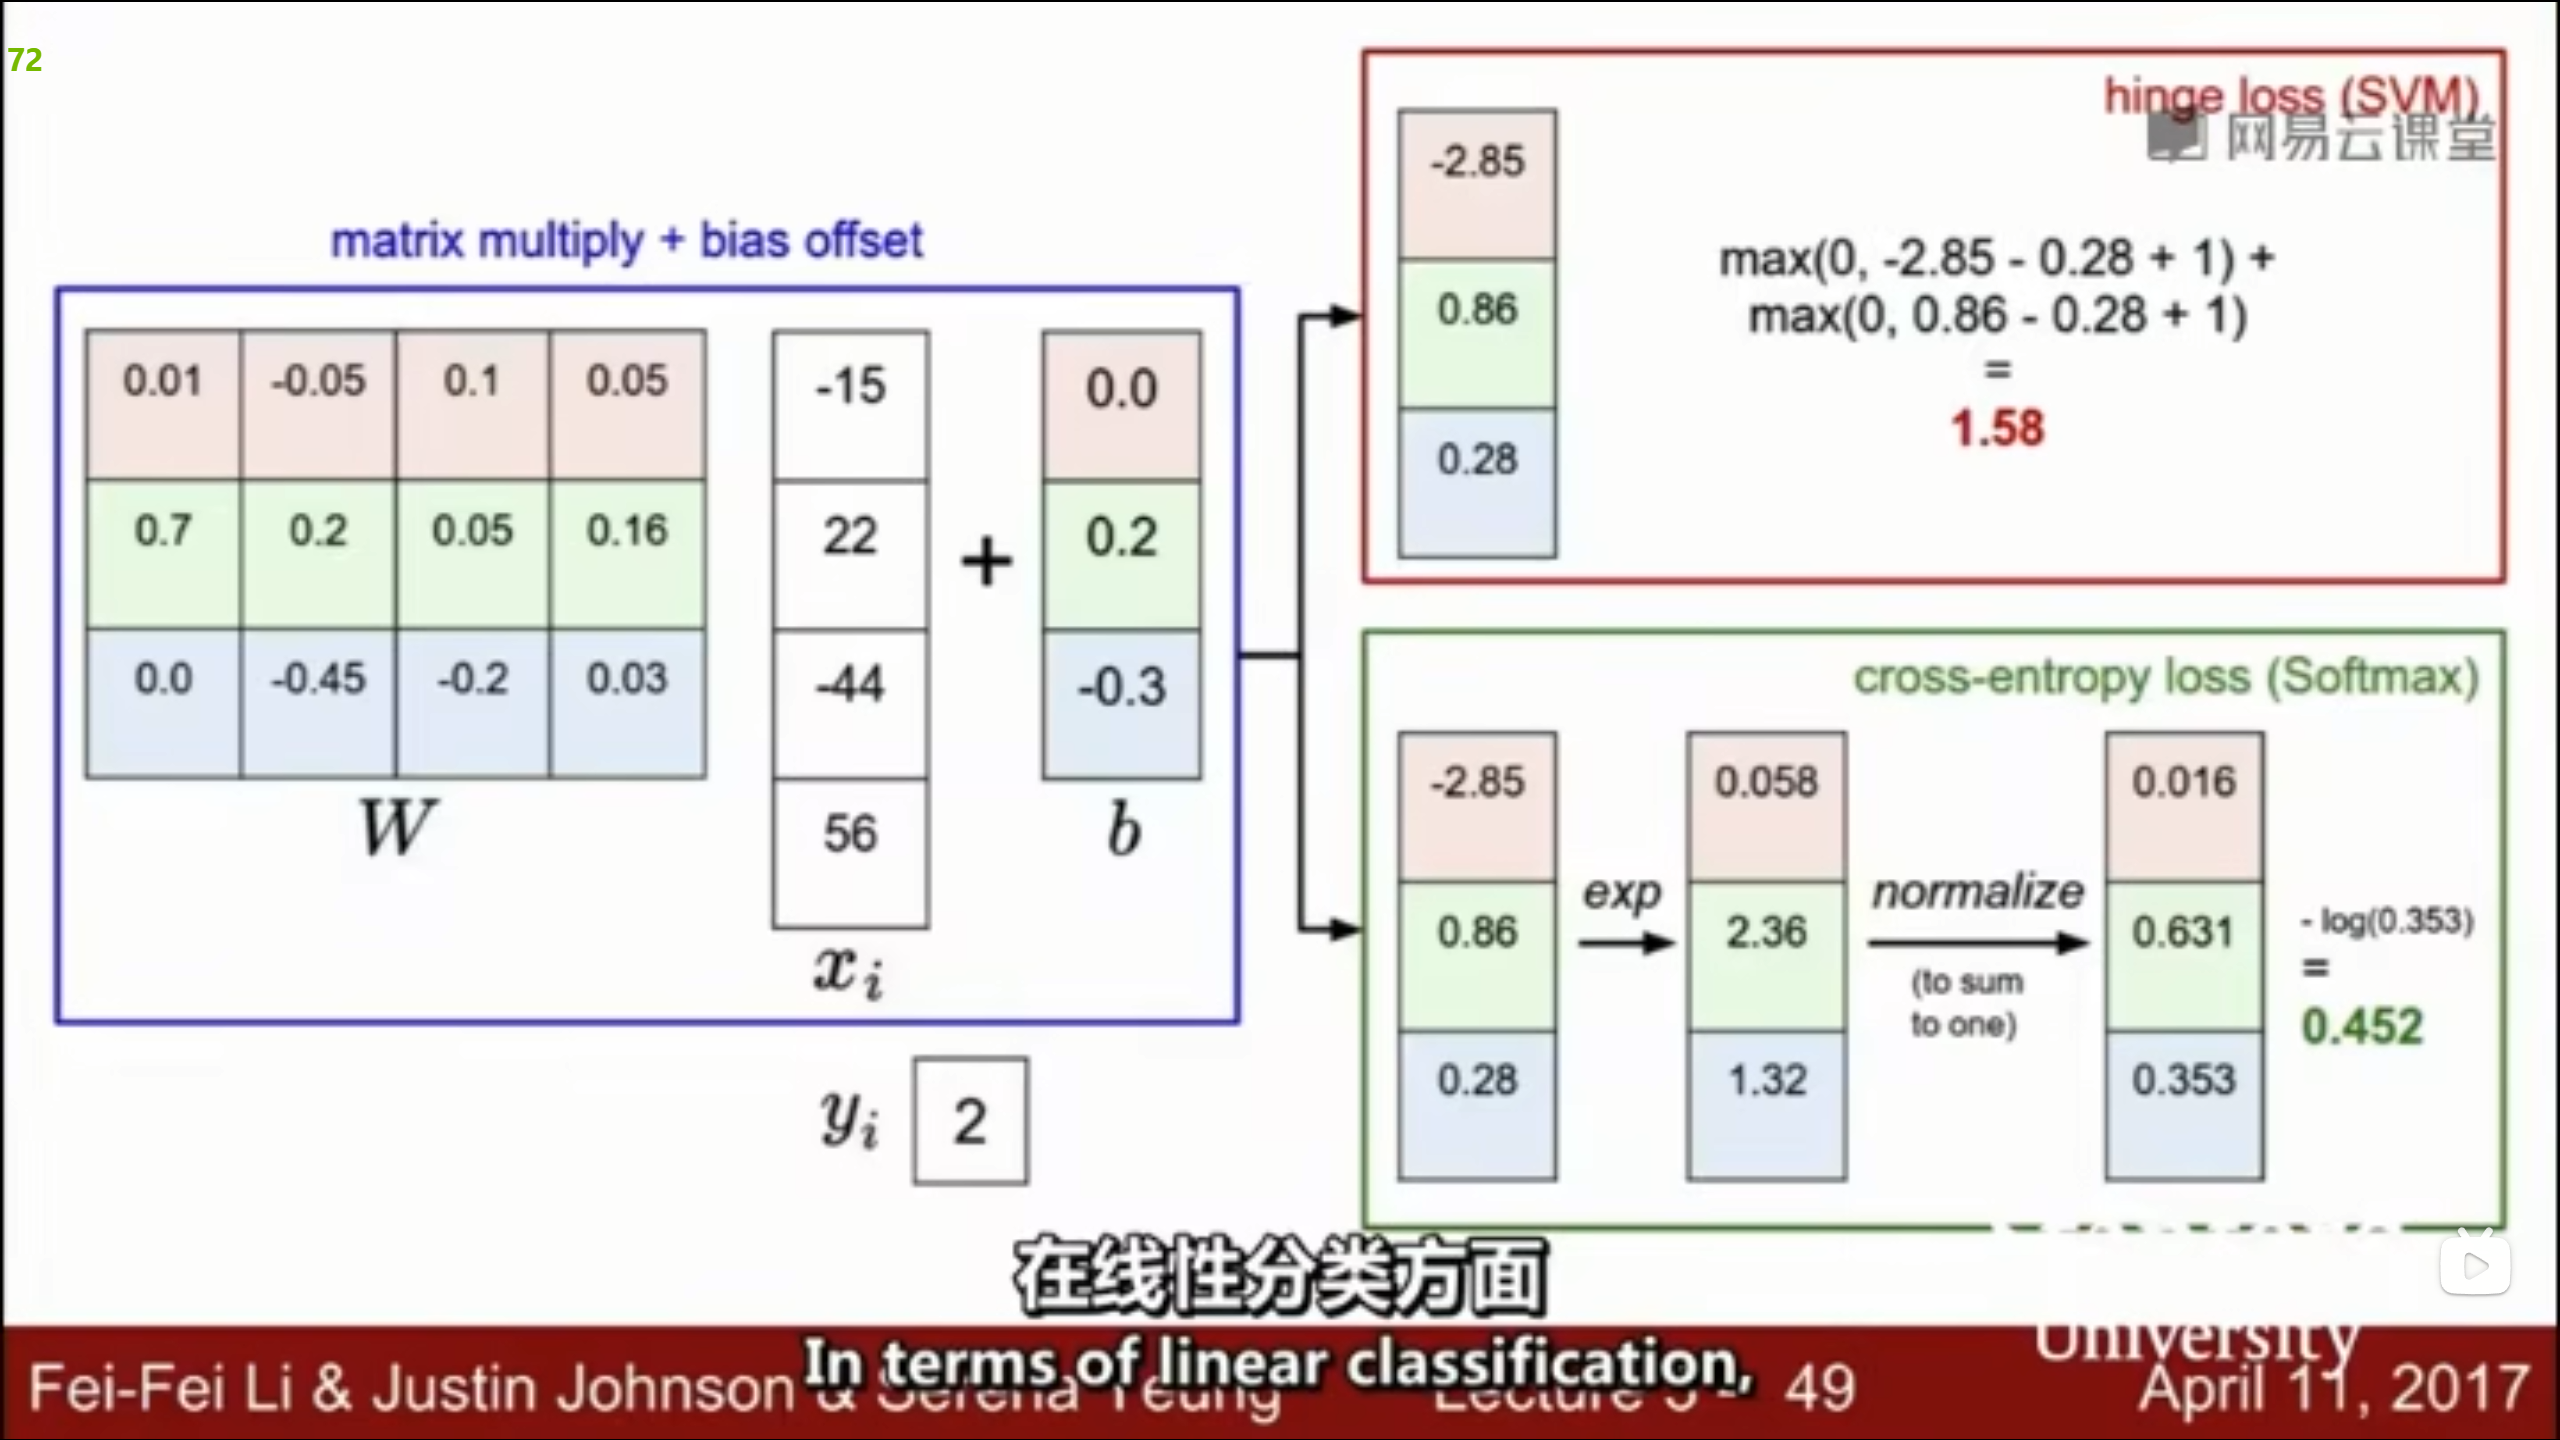 72
hinge loss (SVM)
网易云课堂
matrix multiply + bias offset
0.01 -0.05 0.1 0.05
0.7 0.2 0.05 0.16
0.0 -0.45 -0.2 0.03
W
-15
22
-44
56
x_i
+
0.0
0.2
-0.3
b
y_i 2
-2.85
0.86
0.28
max(0, -2.85 - 0.28 + 1) +
max(0, 0.86 - 0.28 + 1)
=
1.58
cross-entropy loss (Softmax)
-2.85
0.86
0.28
exp
0.058
2.36
1.32
normalize
(to sum
to one)
0.016
0.631
0.353
- log(0.353)
=
0.452
在线性分类方面
In terms of linear classification,
University
Fei-Fei Li & Justin Johnson & Serena Yeung
Lecture 3 - 49
April 11, 2017